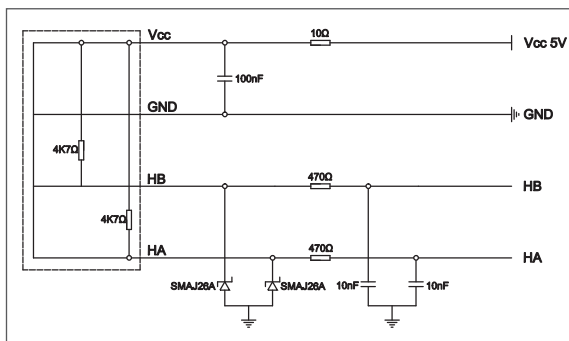 Vcc
10Ω
Vcc 5V
100nF
GND
GND
4K7Ω
HB
470Ω
HB
4K7Ω
HA
470Ω
HA
SMAJ26A
SMAJ26A
10nF
10nF